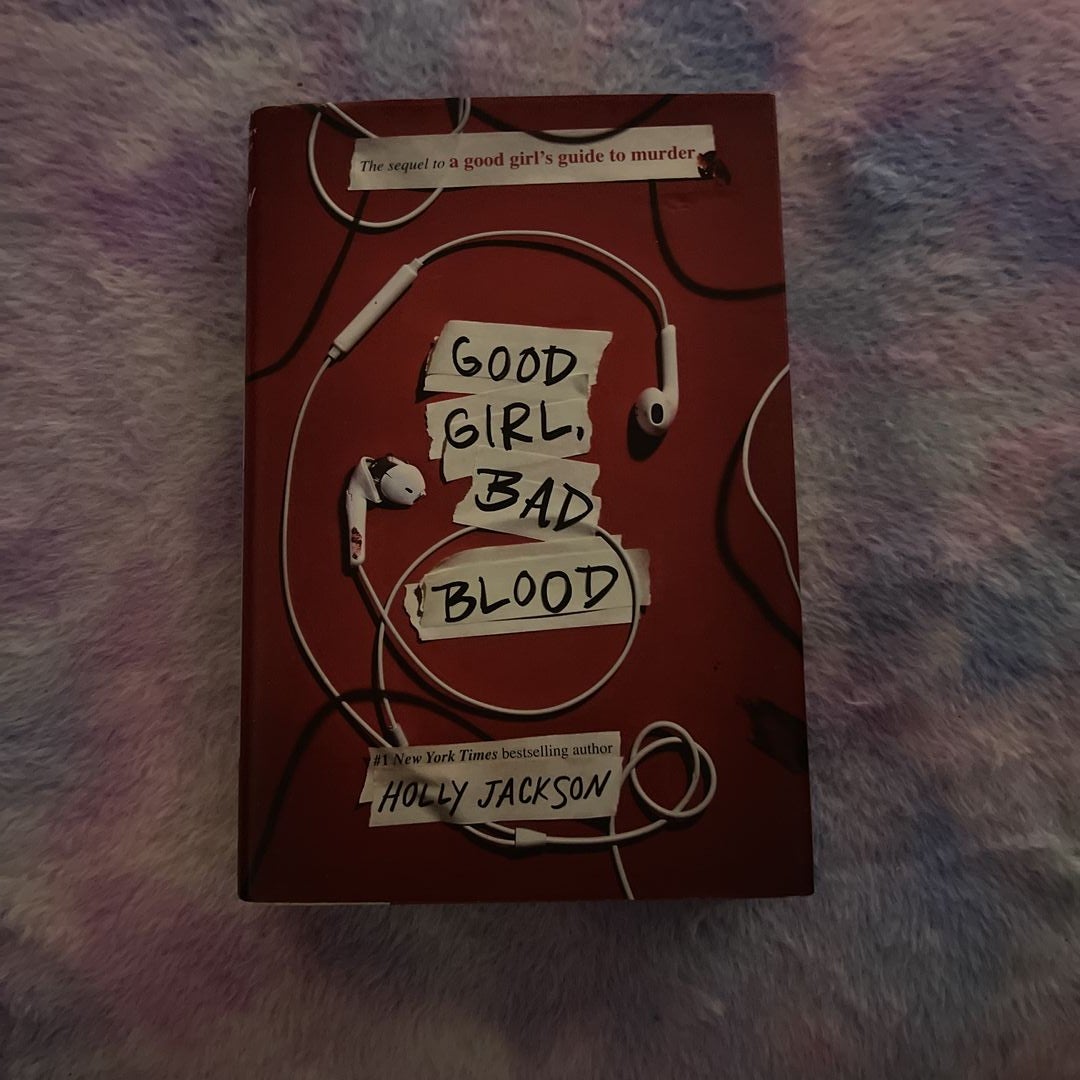 The sequel to a good girl's guide to murder
GOOD
GIRL,
BAD
BLOOD
#1 New York Times bestselling author
HOLLY JACKSON